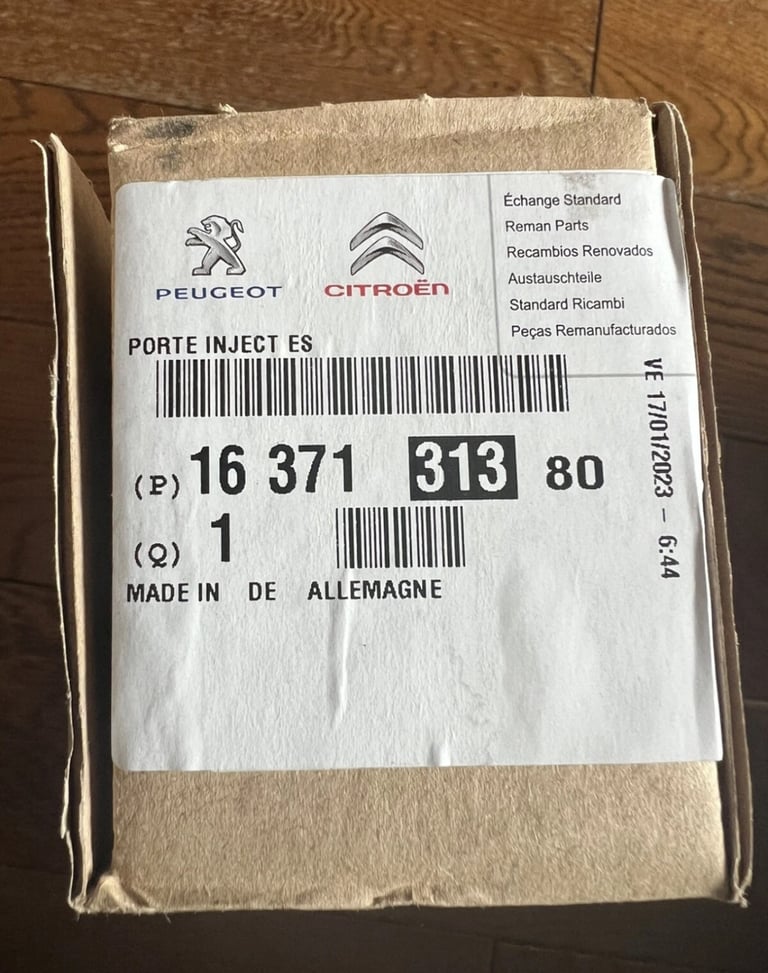 PEUGEOT
CITROËN
Échange Standard
Reman Parts
Recambios Renovados
Austauschteile
Standard Ricambi
Peças Remanufacturados
PORTE INJECT ES
(P) 16 371 313 80
(Q) 1
MADE IN DE ALLEMAGNE
VE 17/01/2023 - 6:44